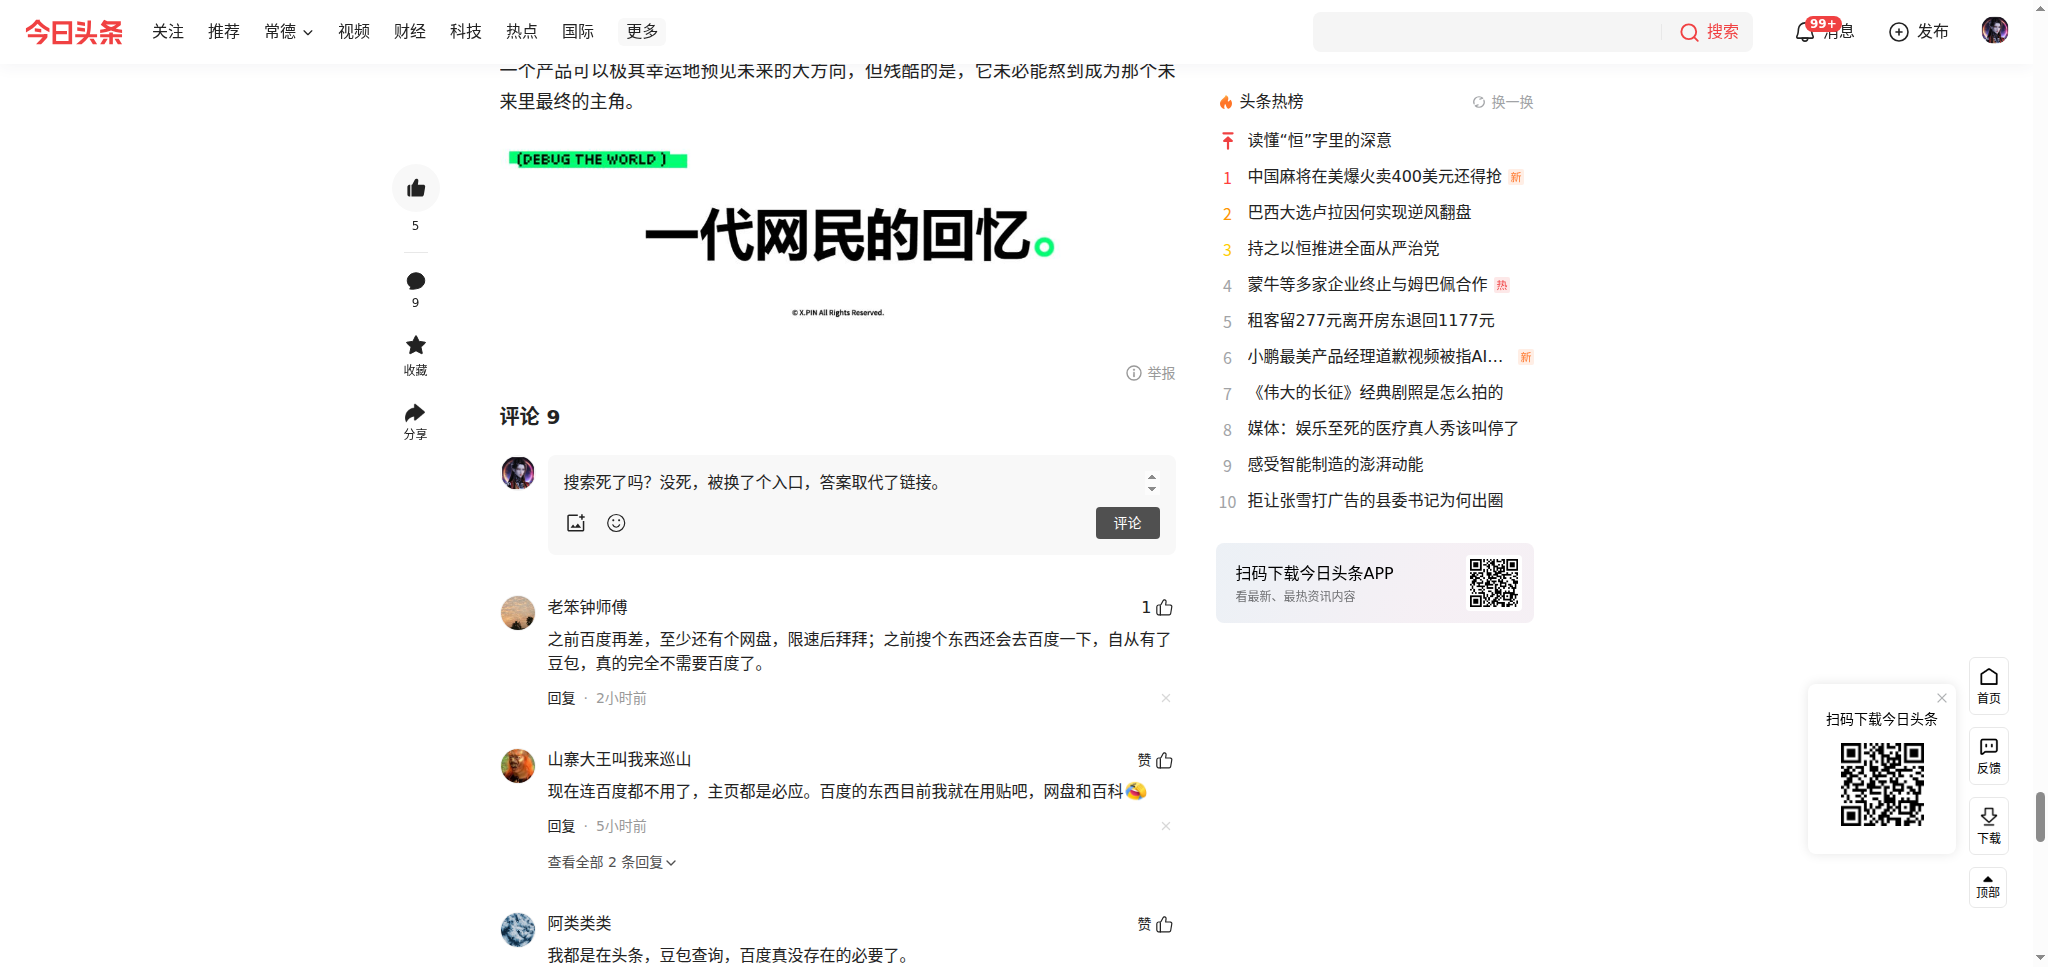 今日头条
关注
推荐
常德
视频
财经
科技
热点
国际
更多
搜索
99+
消息
发布
一个产品可以极其幸运地预见未来的大方向，但残酷的是，它未必能熬到成为那个未
来里最终的主角。
(DEBUG THE WORLD )
一代网民的回忆。
© X.PIN All Rights Reserved.
举报
5
9
收藏
分享
评论 9
搜索死了吗？没死，被换了个入口，答案取代了链接。
评论
老笨钟师傅
1
之前百度再差，至少还有个网盘，限速后拜拜；之前搜个东西还会去百度一下，自从有了
豆包，真的完全不需要百度了。
回复 · 2小时前
山寨大王叫我来巡山
赞
现在连百度都不用了，主页都是必应。百度的东西目前我就在用贴吧，网盘和百科
回复 · 5小时前
查看全部 2 条回复
阿类类类
赞
我都是在头条，豆包查询，百度真没存在的必要了。
头条热榜
换一换
读懂“恒”字里的深意
1 中国麻将在美爆火卖400美元还得抢 新
2 巴西大选卢拉因何实现逆风翻盘
3 持之以恒推进全面从严治党
4 蒙牛等多家企业终止与姆巴佩合作 热
5 租客留277元离开房东退回1177元
6 小鹏最美产品经理道歉视频被指AI... 新
7 《伟大的长征》经典剧照是怎么拍的
8 媒体：娱乐至死的医疗真人秀该叫停了
9 感受智能制造的澎湃动能
10 拒让张雪打广告的县委书记为何出圈
扫码下载今日头条APP
看最新、最热资讯内容
扫码下载今日头条
首页
反馈
下载
顶部